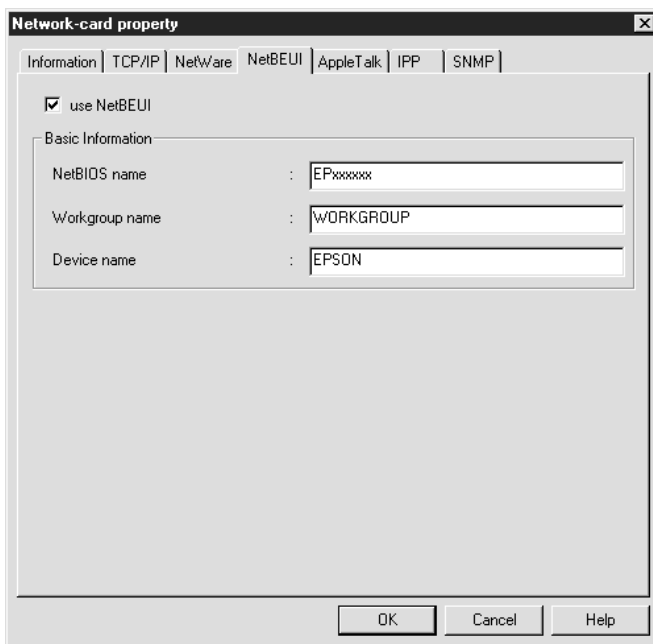 Network-card property
Information TCP/IP NetWare NetBEUI AppleTalk IPP SNMP
use NetBEUI
Basic Information
NetBIOS name : EPxxxxxx
Workgroup name : WORKGROUP
Device name : EPSON
OK Cancel Help